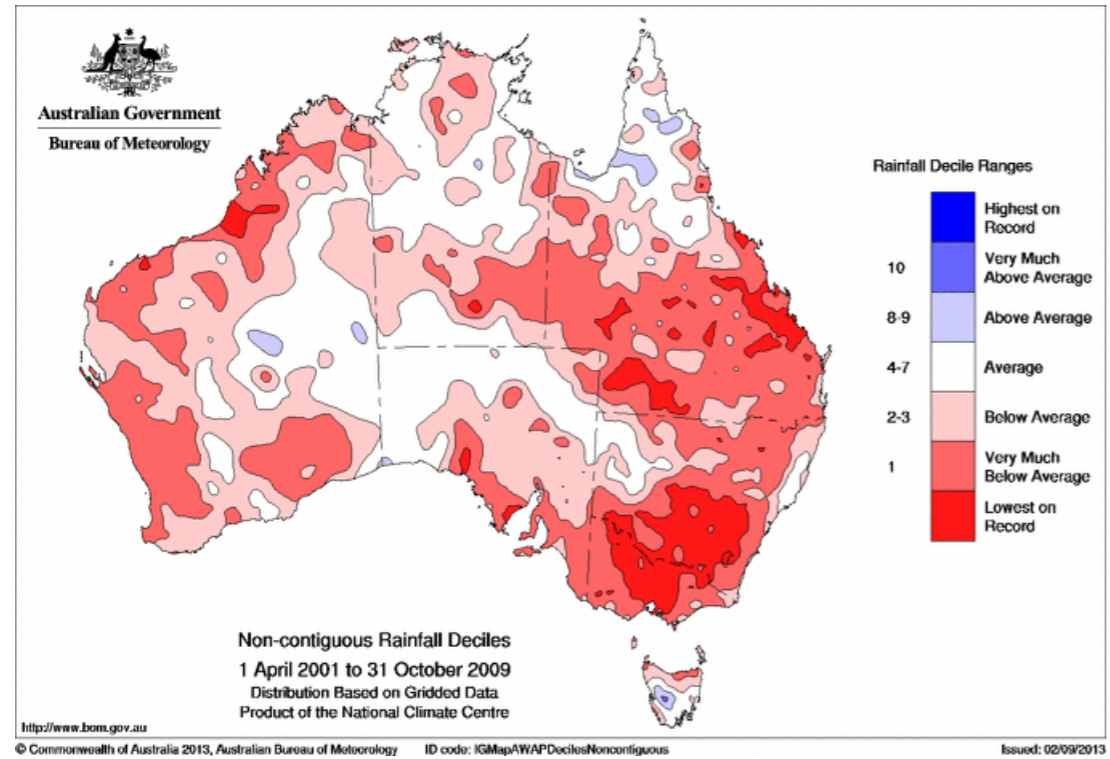 Australian Government
Bureau of Meteorology
Rainfall Decile Ranges
Highest on
Record
10
Very Much
Above Average
8-9
Above Average
4-7
Average
2-3
Below Average
1
Very Much
Below Average
Lowest on
Record
Non-contiguous Rainfall Deciles
1 April 2001 to 31 October 2009
Distribution Based on Gridded Data
Product of the National Climate Centre
http://www.bom.gov.au
© Commonwealth of Australia 2013, Australian Bureau of Meteorology ID code: IGMapAWAPDecilesNoncontiguous Issued: 02/09/2013